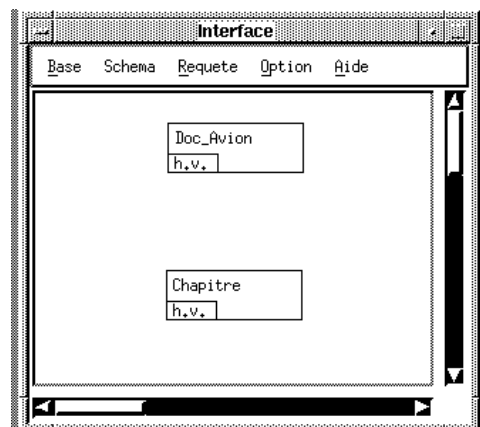 Interface
Base Schema Requete Option Aide
Doc_Avion
h.v.
Chapitre
h.v.